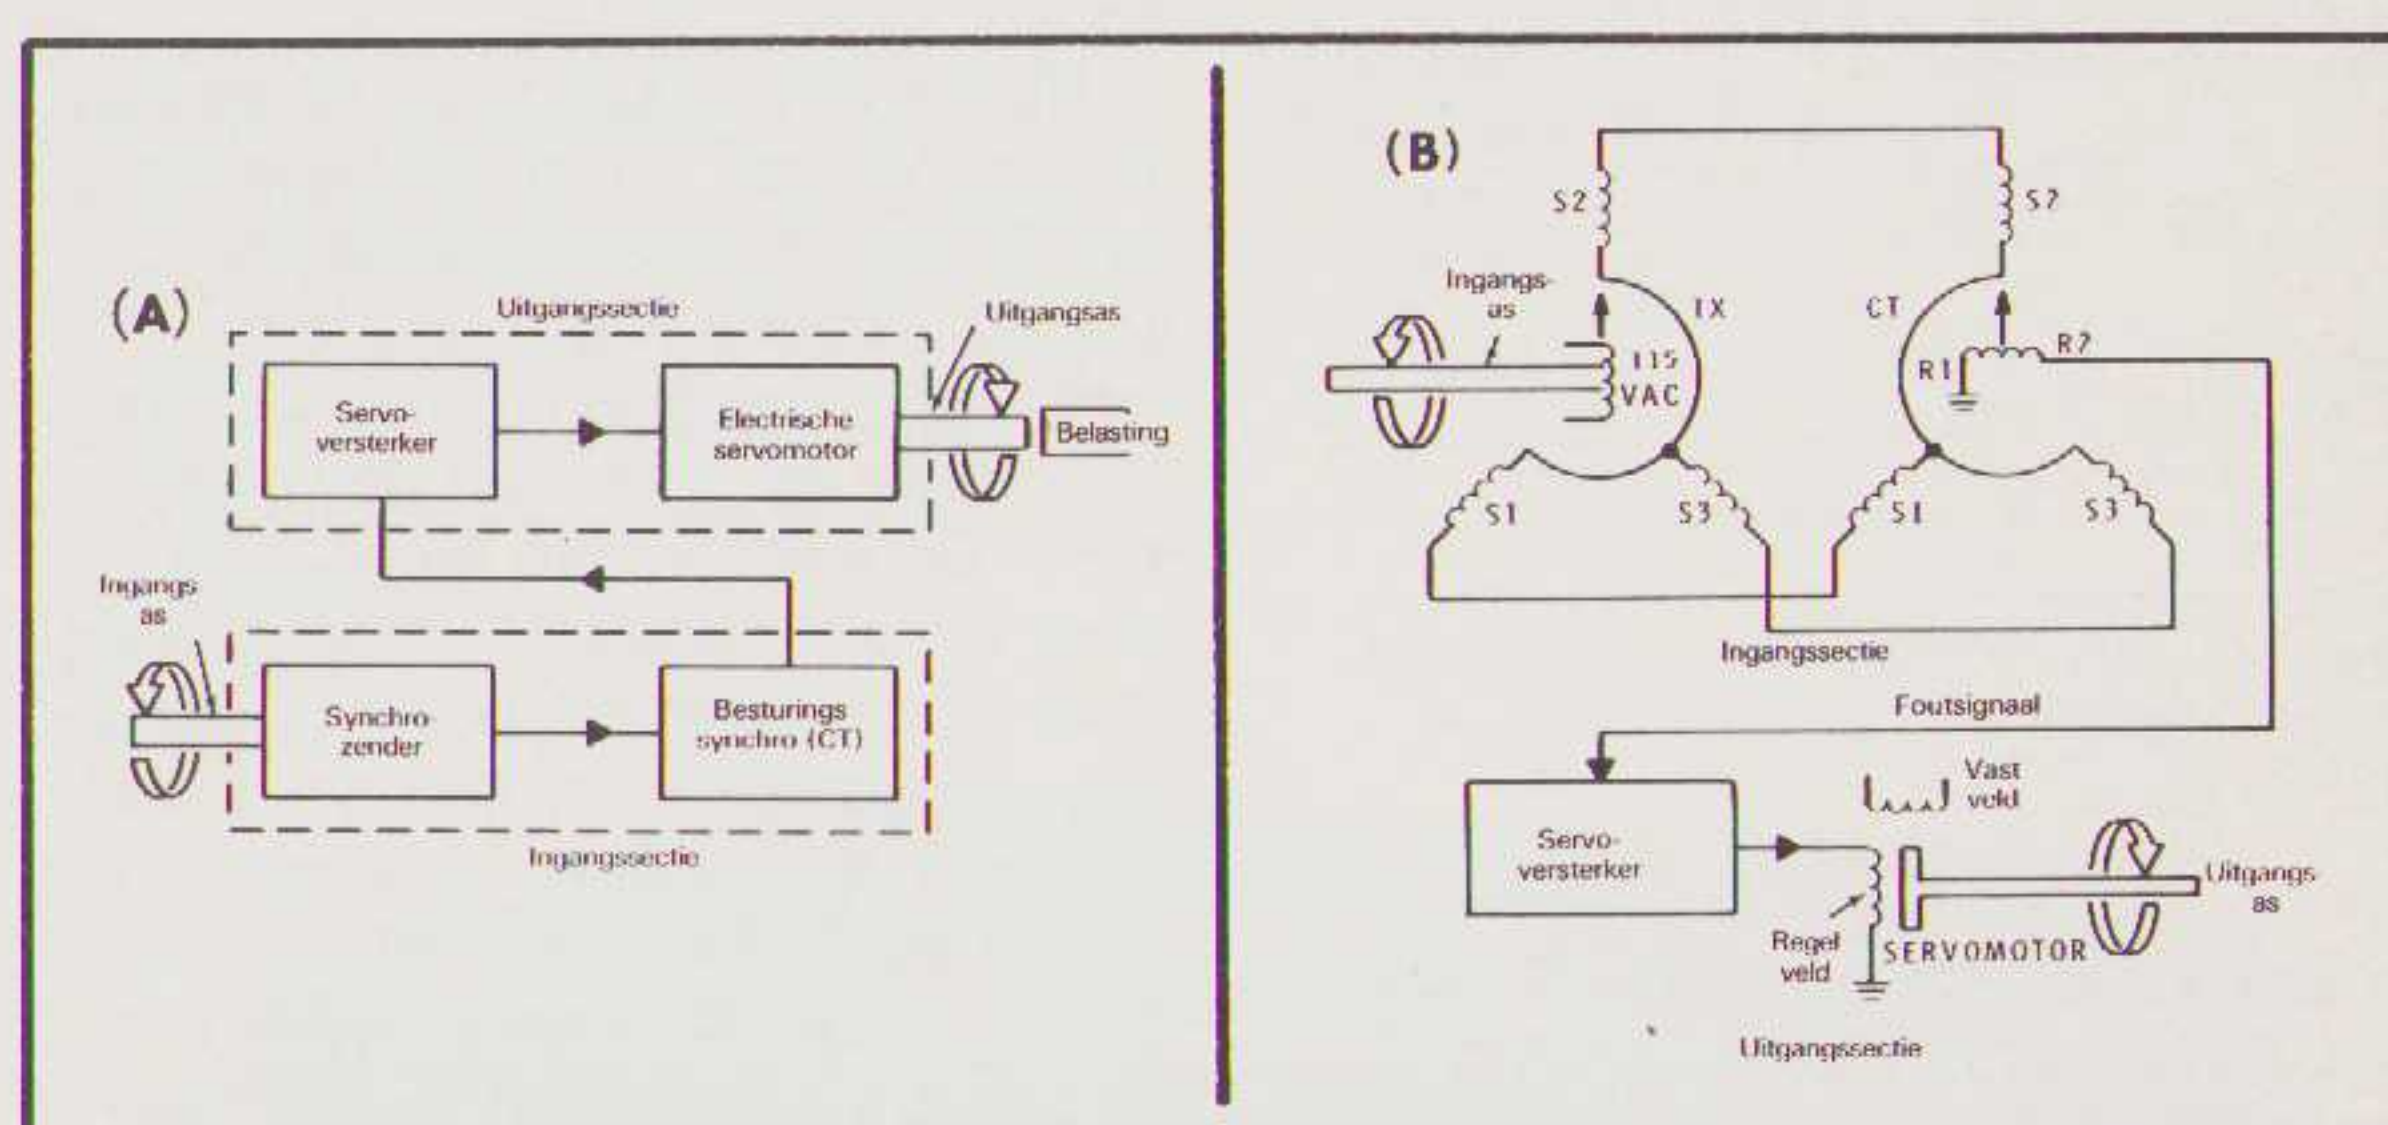 (A)
Uitgangssectie
Uitgangsas
Servo-
versterker
Electrische
servomotor
Belasting
Ingangs
as
Synchro-
zender
Besturings
synchro (CT)
Ingangssectie
(B)
S2
S2
Ingangs-
as
TX
CT
115
VAC
R1
R2
S1
S3
S1
S3
Ingangssectie
Foutsignaal
Vast
veld
Servo-
versterker
Regel
veld
SERVOMOTOR
Uitgangs
as
Uitgangssectie